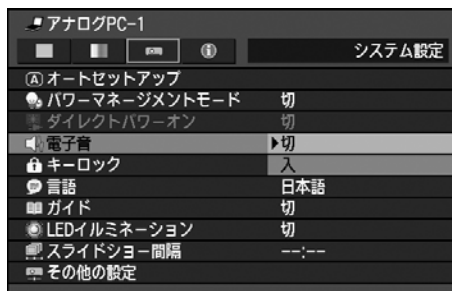 アナログPC-1
システム設定
Ⓐオートセットアップ
パワーマネージメントモード 切
ダイレクトパワーオン 切
電子音 ▶切
入
キーロック
言語 日本語
ガイド 切
LEDイルミネーション 切
スライドショー間隔 --:--
その他の設定